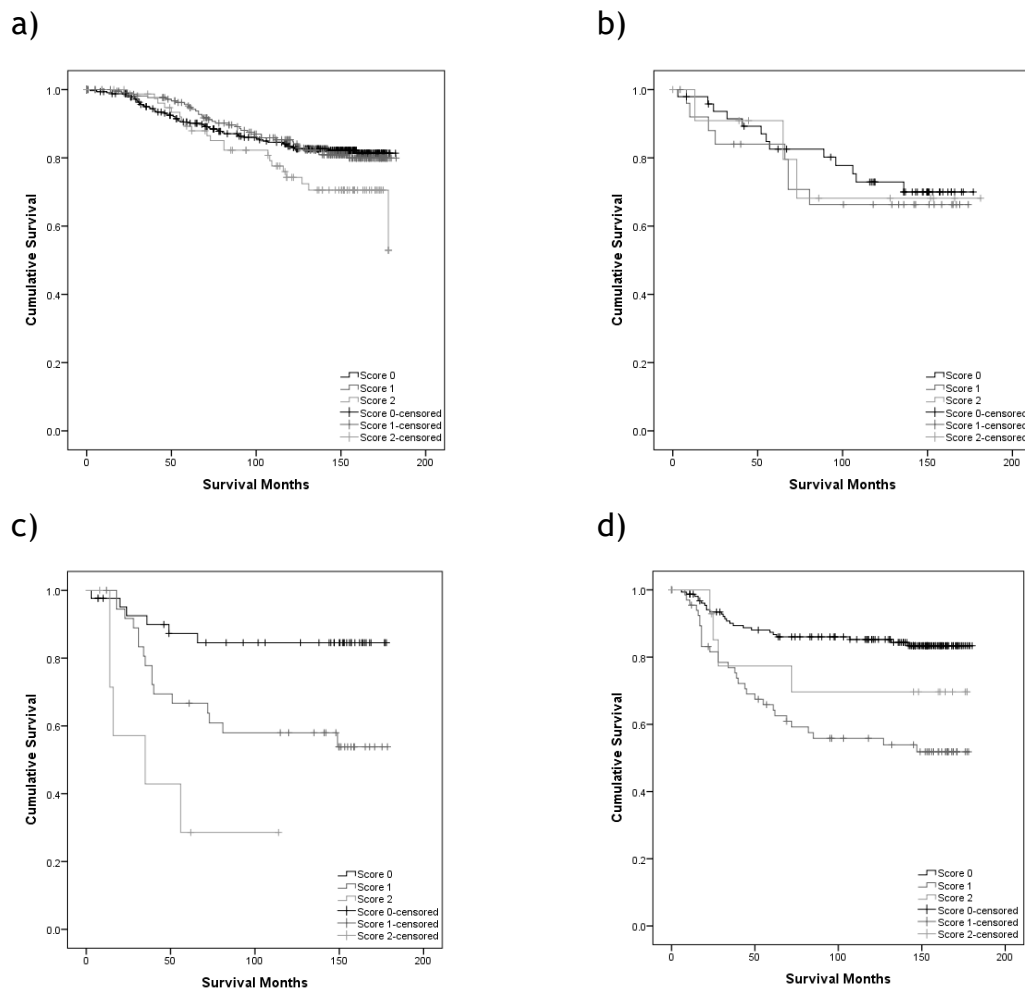 a)
Cumulative Survival
1.0
0.8
0.6
0.4
0.2
0.0
Score 0
Score 1
Score 2
Score 0-censored
Score 1-censored
Score 2-censored
0 50 100 150 200
Survival Months
b)
Cumulative Survival
1.0
0.8
0.6
0.4
0.2
0.0
Score 0
Score 1
Score 2
Score 0-censored
Score 1-censored
Score 2-censored
0 50 100 150 200
Survival Months
c)
Cumulative Survival
1.0
0.8
0.6
0.4
0.2
0.0
Score 0
Score 1
Score 2
Score 0-censored
Score 1-censored
Score 2-censored
0 50 100 150 200
Survival Months
d)
Cumulative Survival
1.0
0.8
0.6
0.4
0.2
0.0
Score 0
Score 1
Score 2
Score 0-censored
Score 1-censored
Score 2-censored
0 50 100 150 200
Survival Months